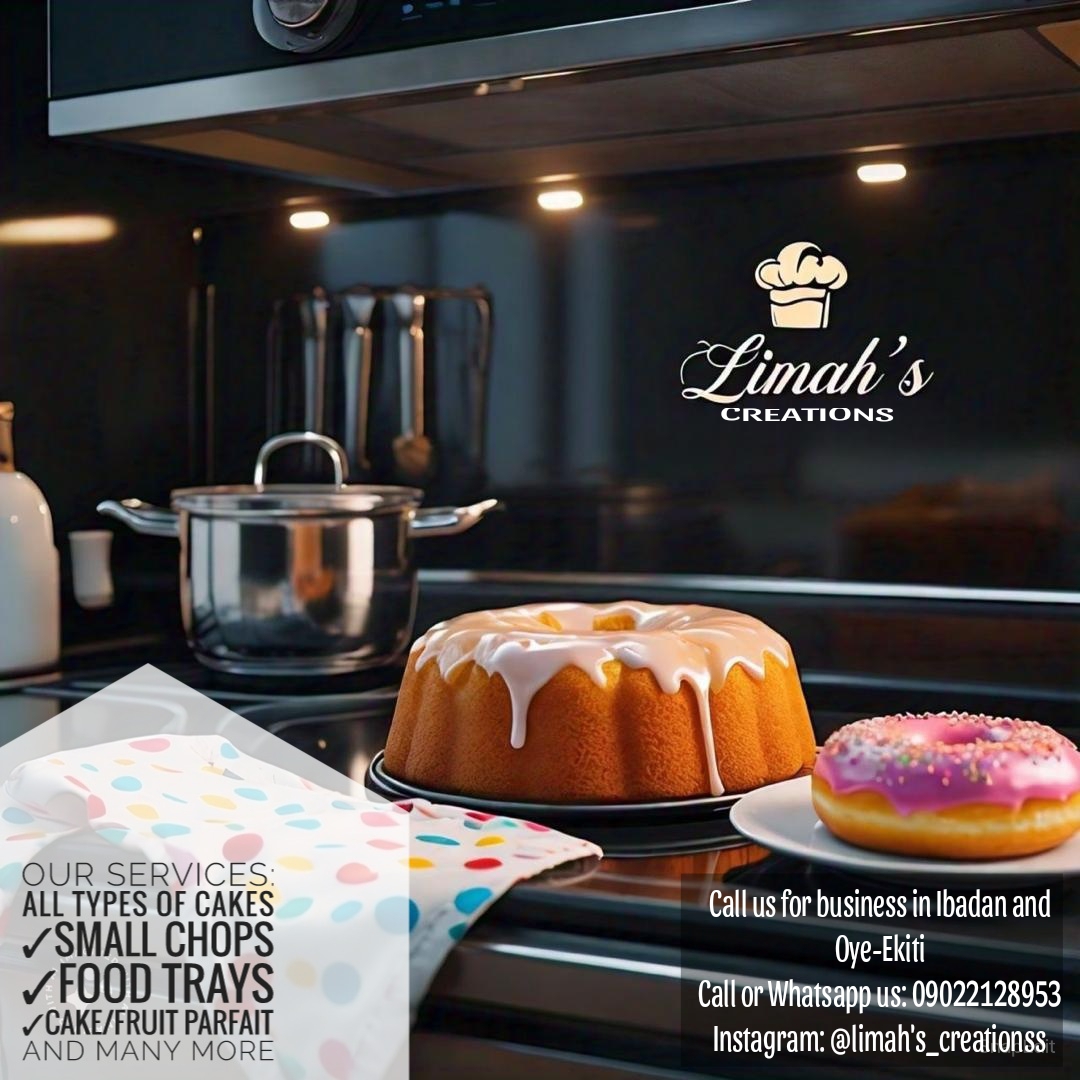 Limah's
CREATIONS
OUR SERVICES:
ALL TYPES OF CAKES
✓SMALL CHOPS
✓FOOD TRAYS
✓CAKE/FRUIT PARFAIT
AND MANY MORE
Call us for business in Ibadan and
Oye-Ekiti
Call or Whatsapp us: 09022128953
Instagram: @limah's_creationss